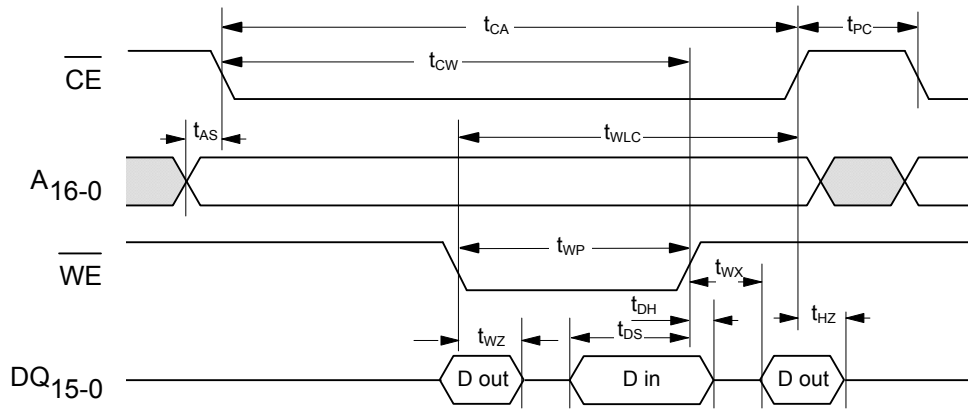 tCA
tPC
CE
tCW
tAS
tWLC
A16-0
WE
tWP
tWX
tDH
tHZ
tWZ
tDS
DQ15-0
D out
D in
D out